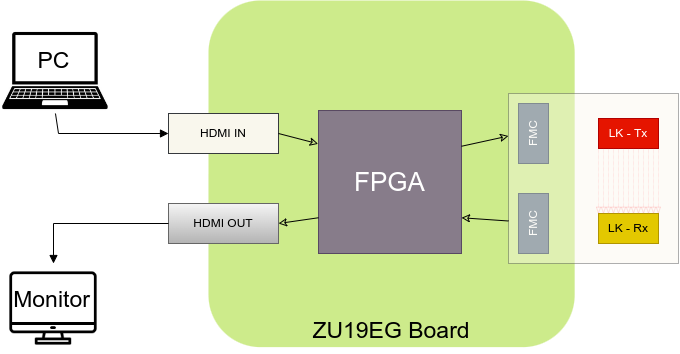 PC
HDMI IN
FPGA
FMC
LK - Tx
HDMI OUT
FMC
LK - Rx
Monitor
ZU19EG Board